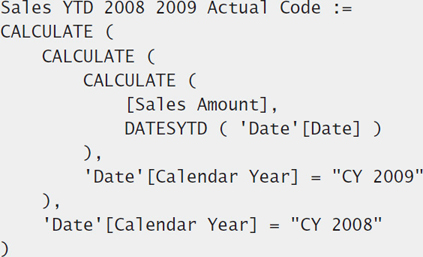 Sales YTD 2008 2009 Actual Code :=
CALCULATE (
    CALCULATE (
        CALCULATE (
            [Sales Amount],
            DATESYTD ( 'Date'[Date] )
        ),
        'Date'[Calendar Year] = "CY 2009"
    ),
    'Date'[Calendar Year] = "CY 2008"
)